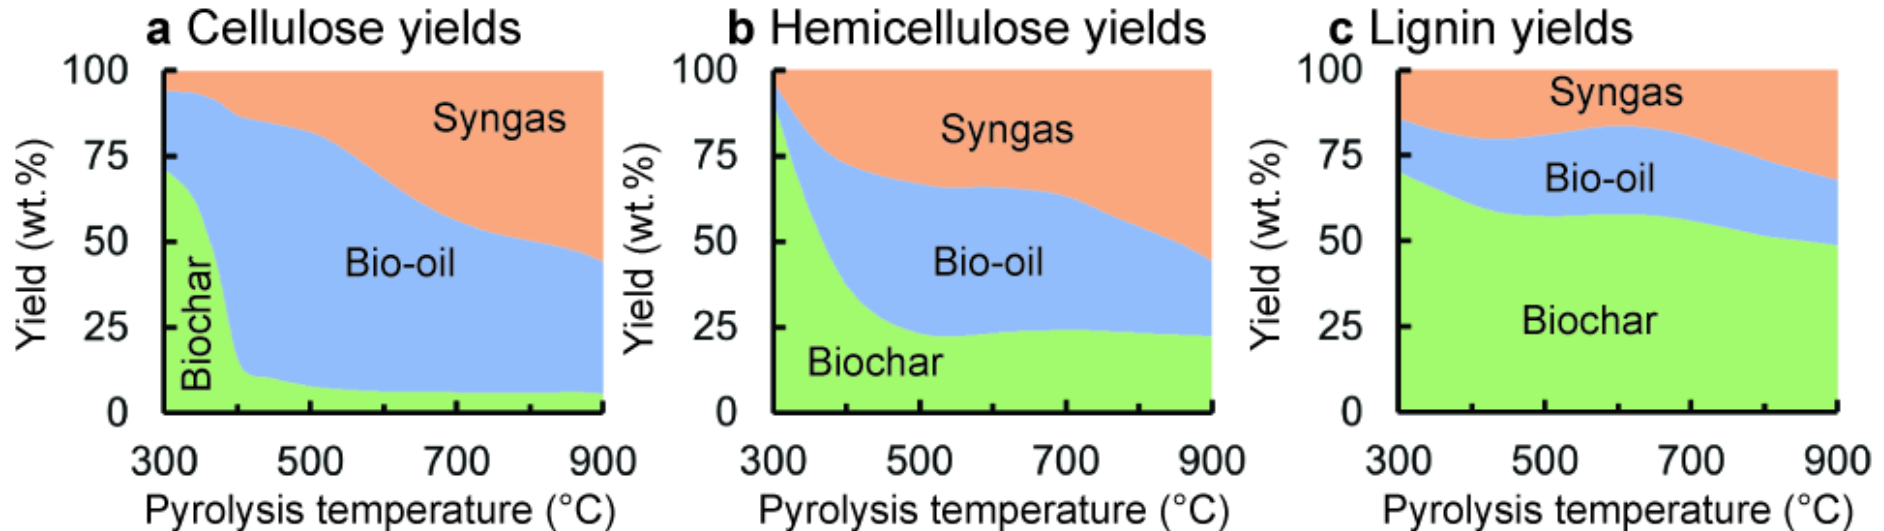 a Cellulose yields
100
75
50
25
0
Yield (wt.%)
Syngas
Bio-oil
Biochar
300 500 700 900
Pyrolysis temperature (°C)
b Hemicellulose yields
100
75
50
25
0
Yield (wt.%)
Syngas
Bio-oil
Biochar
300 500 700 900
Pyrolysis temperature (°C)
c Lignin yields
100
75
50
25
0
Yield (wt.%)
Syngas
Bio-oil
Biochar
300 500 700 900
Pyrolysis temperature (°C)